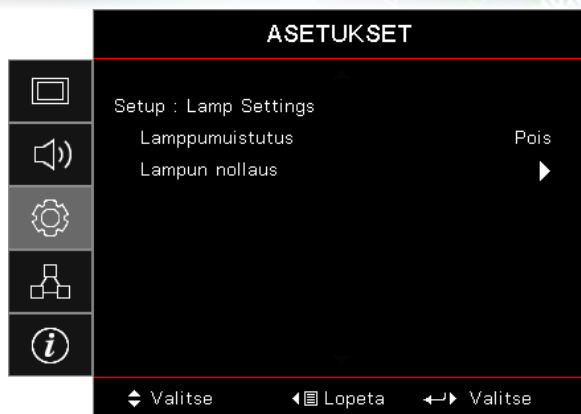 ASETUKSET
Setup : Lamp Settings
Lamppumuistutus Pois
Lampun nollaus
Valitse Lopeta Valitse